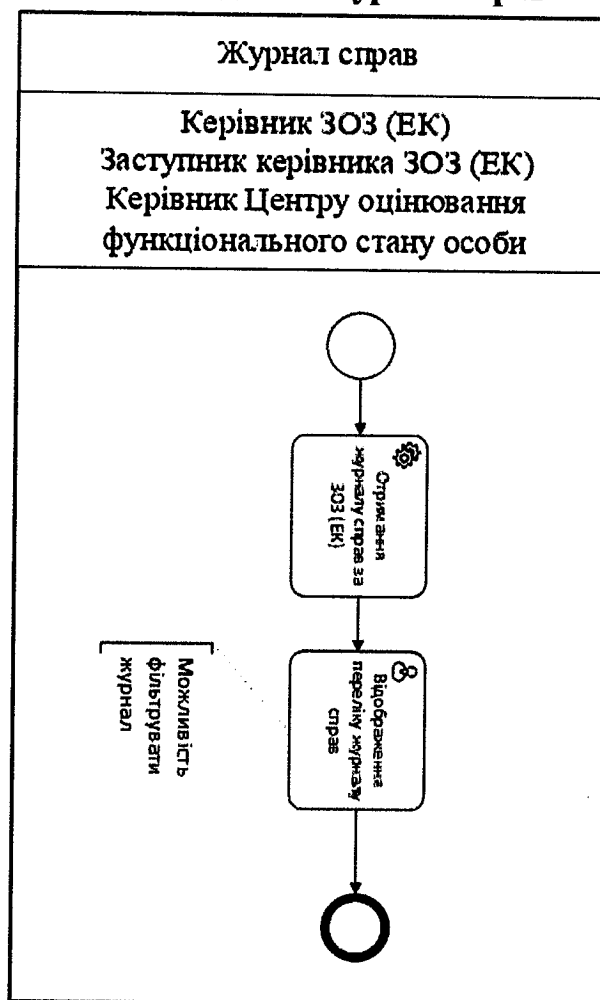 Журнал справ
Керівник ЗОЗ (ЕК)
Заступник керівника ЗОЗ (ЕК)
Керівник Центру оцінювання
функціонального стану особи
Отримання
журналу справ за
ЗОЗ (ЕК)
Відображення
переліку журналу
справ
Можливість
фільтрувати
журнал